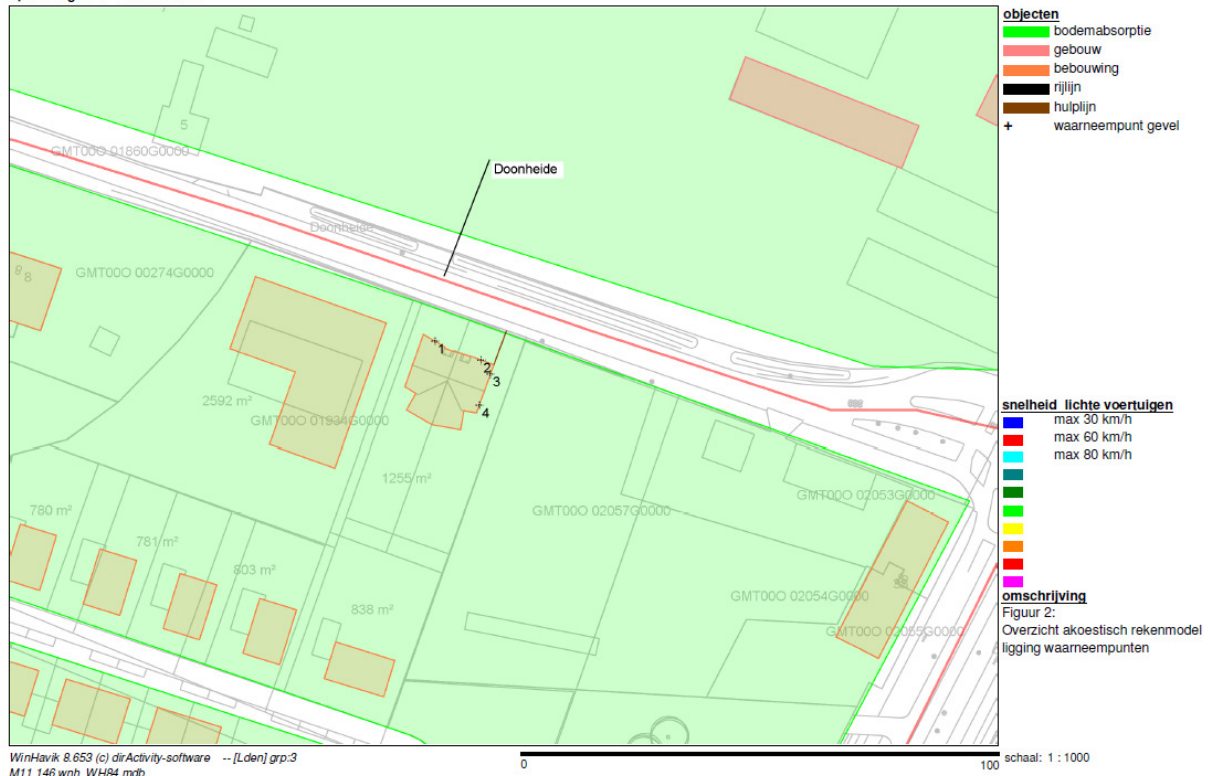 objecten
bodemabsorptie
gebouw
bebouwing
rijlijn
hulplijn
+ waarneempunt gevel
5
GMT00O 01860G0000
Doonheide
Doonheide
8
8
GMT00O 00274G0000
1
2
3
4
2592 m²
GMT00O 01934G0000
1255 m²
GMT00O 02057G0000
GMT00O 02053G0000
780 m²
781 m²
803 m²
838 m²
GMT00O 02054G0000
GMT00O 02055G0000
snelheid lichte voertuigen
max 30 km/h
max 60 km/h
max 80 km/h
omschrijving
Figuur 2:
Overzicht akoestisch rekenmodel
ligging waarneempunten
WinHavik 8.653 (c) dirActivity-software -- [Lden] grp:3
M11 146.wnh WH84.mdb
0
100
schaal: 1 : 1000